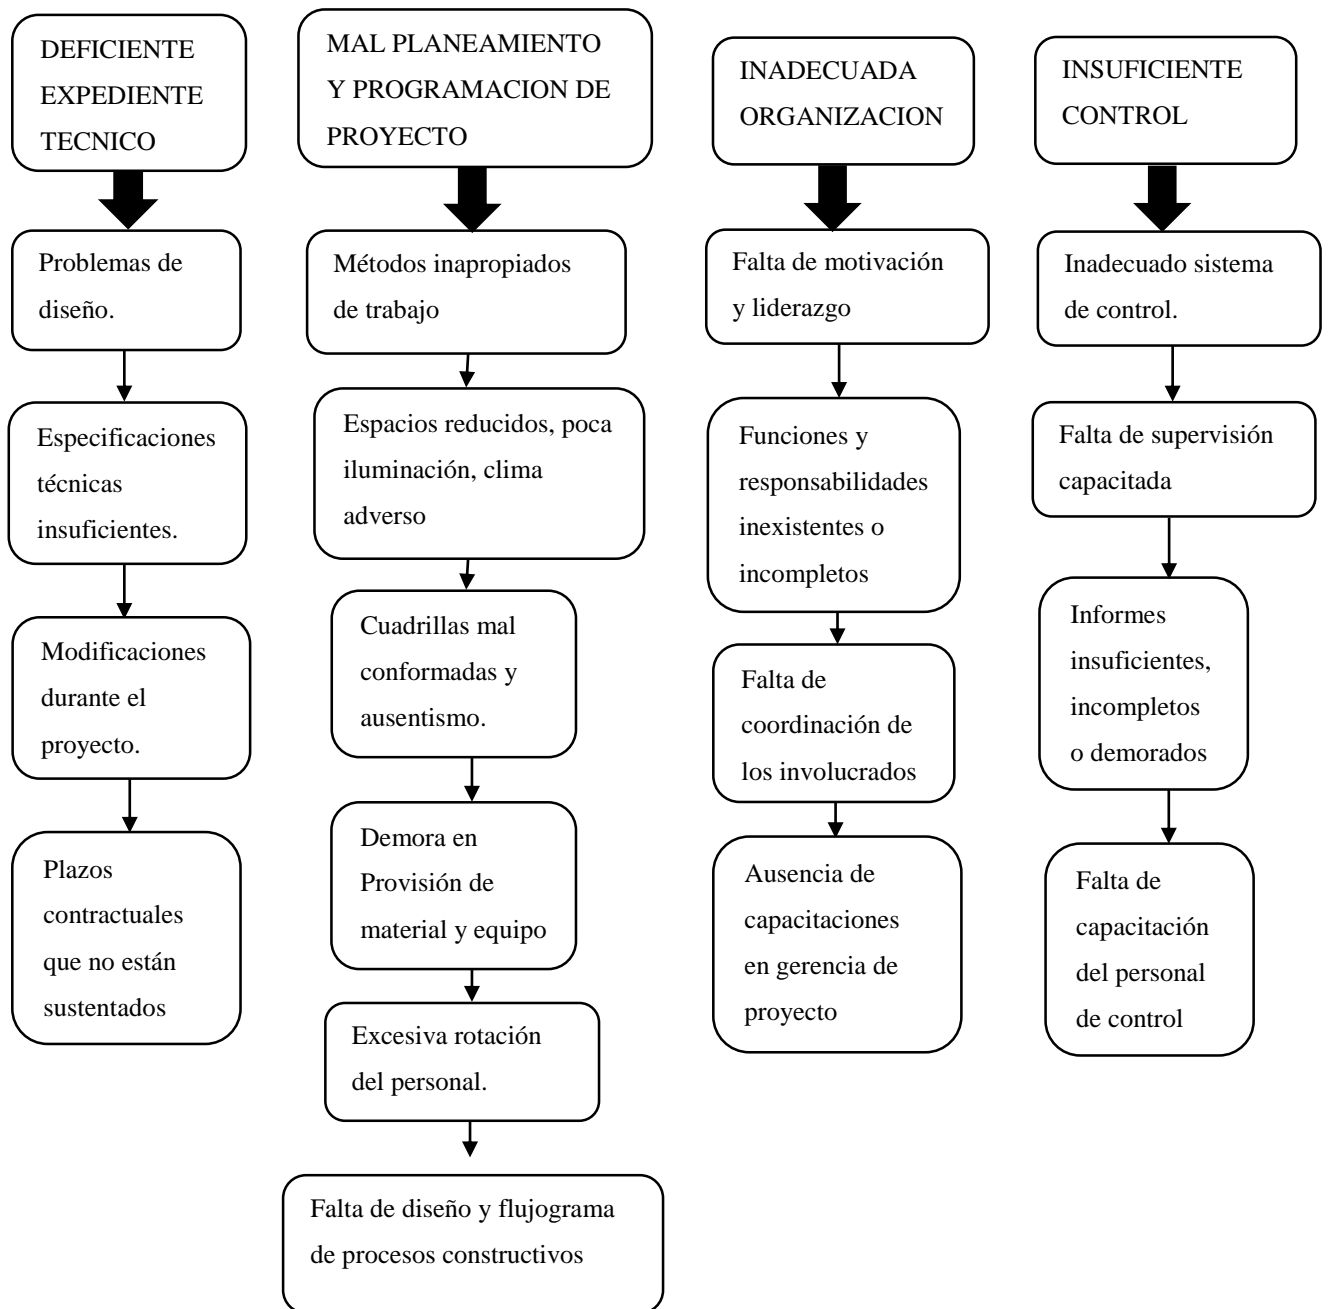 DEFICIENTE
EXPEDIENTE
TECNICO
Problemas de
diseño.
Especificaciones
técnicas
insuficientes.
Modificaciones
durante el
proyecto.
Plazos
contractuales
que no están
sustentados
MAL PLANEAMIENTO
Y PROGRAMACION DE
PROYECTO
Métodos inapropiados
de trabajo
Espacios reducidos, poca
iluminación, clima
adverso
Cuadrillas mal
conformadas y
ausentismo.
Demora en
Provisión de
material y equipo
Excesiva rotación
del personal.
Falta de diseño y flujograma
de procesos constructivos
INADECUADA
ORGANIZACION
Falta de motivación
y liderazgo
Funciones y
responsabilidades
inexistentes o
incompletos
Falta de
coordinación de
los involucrados
Ausencia de
capacitaciones
en gerencia de
proyecto
INSUFICIENTE
CONTROL
Inadecuado sistema
de control.
Falta de supervisión
capacitada
Informes
insuficientes,
incompletos
o demorados
Falta de
capacitación
del personal
de control